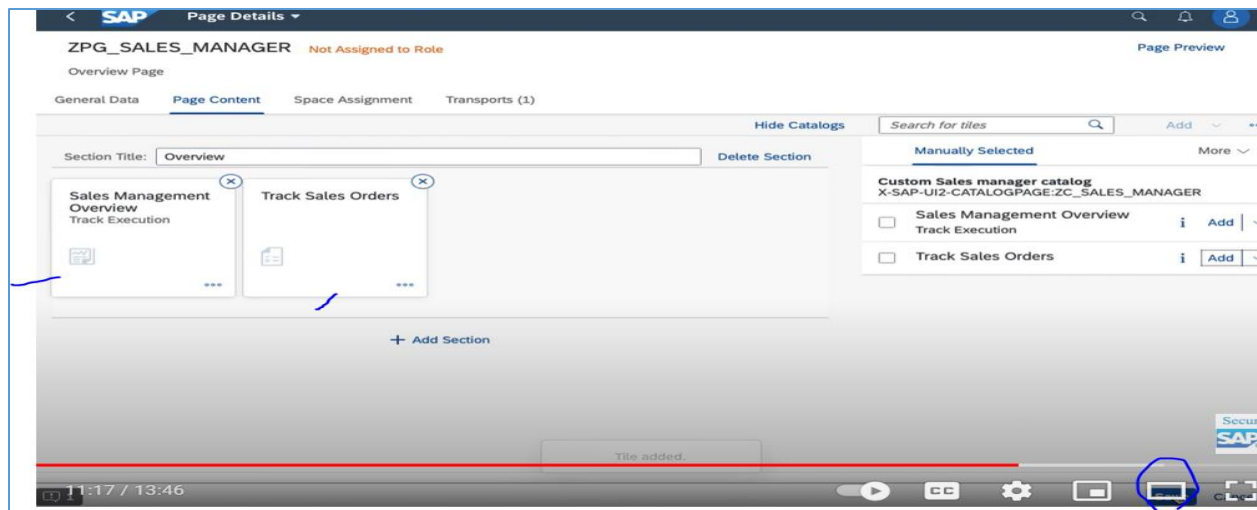 SAP Page Details
ZPG_SALES_MANAGER Not Assigned to Role
Page Preview
Overview Page
General Data Page Content Space Assignment Transports (1)
Hide Catalogs Search for tiles Add
Section Title: Overview Delete Section
Manually Selected More
Sales Management
Overview
Track Execution
Track Sales Orders
Custom Sales manager catalog
X-SAP-UI2-CATALOGPAGE:ZC_SALES_MANAGER
Sales Management Overview
Track Execution
i Add
Track Sales Orders i Add
+ Add Section
SAP
Tile added.
11:17 / 13:46
CC